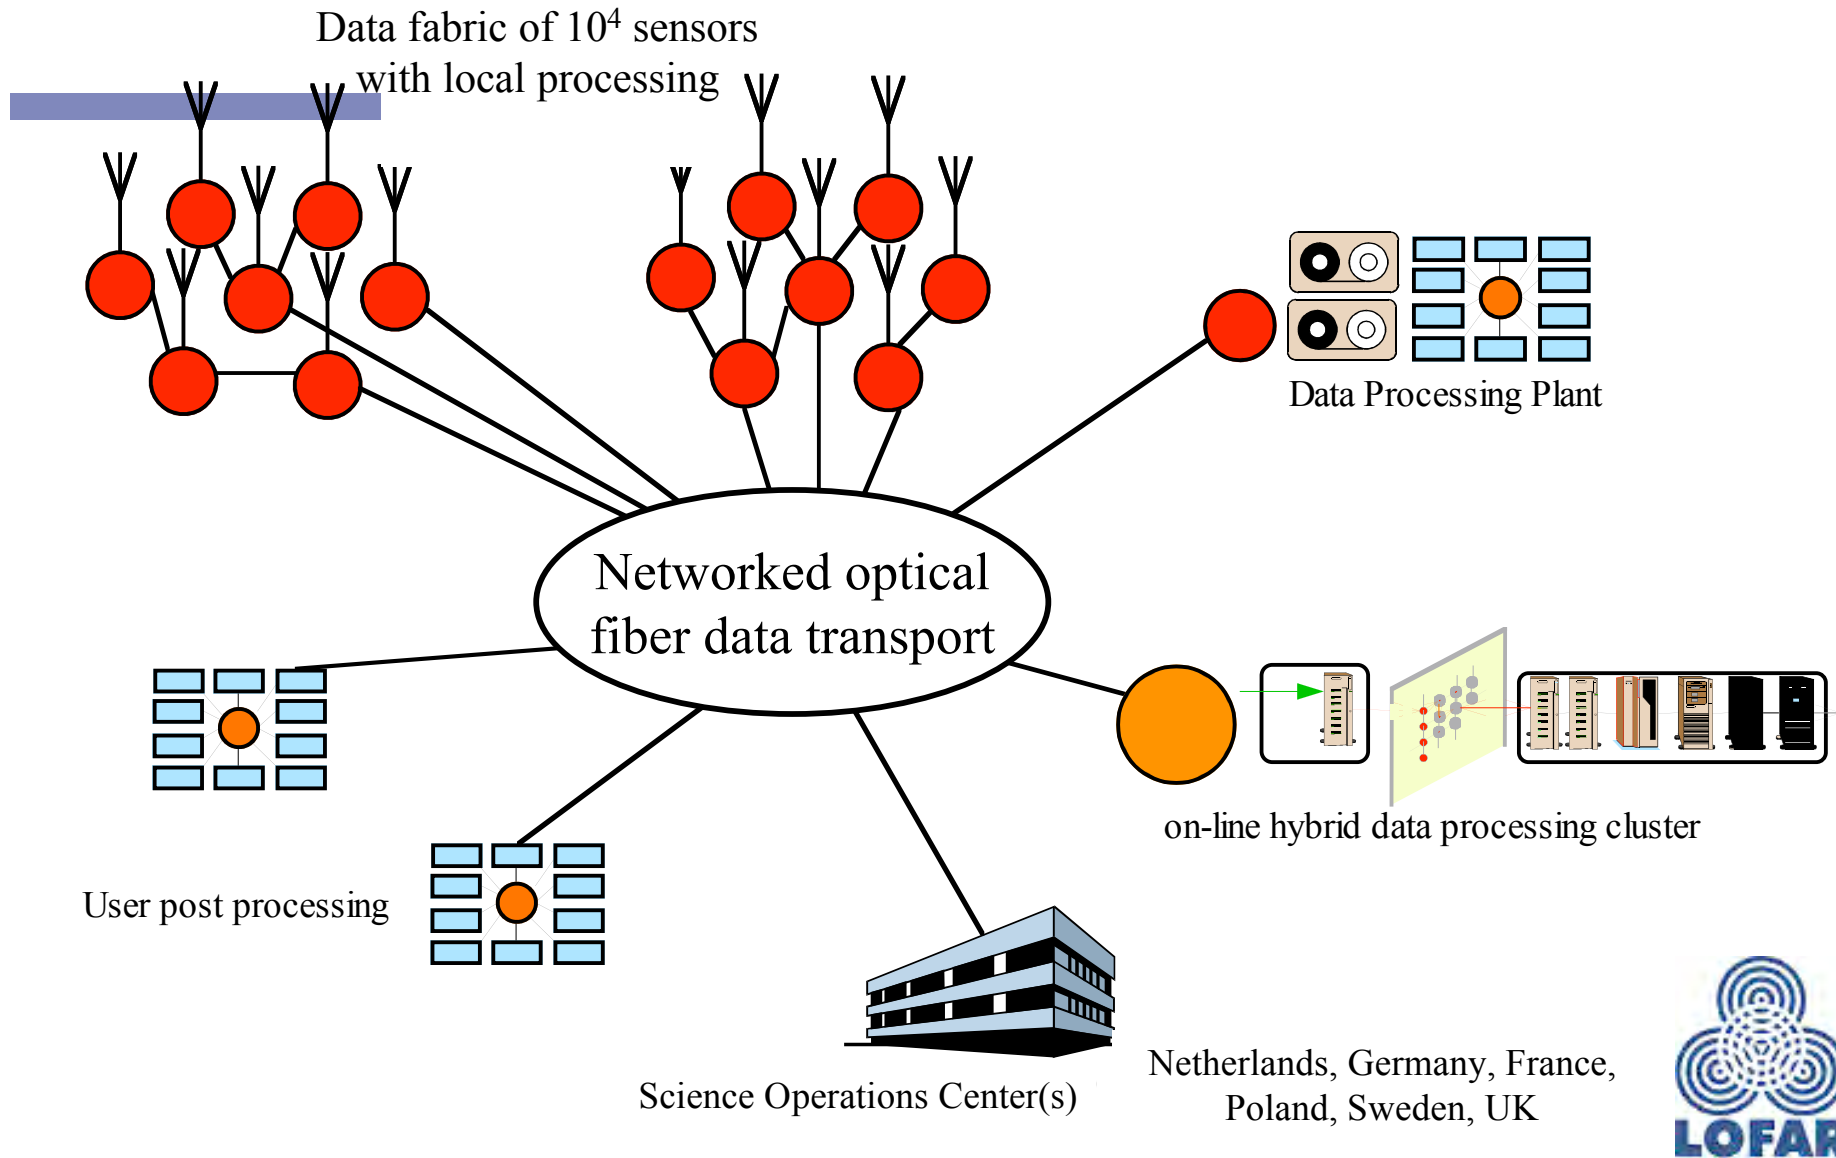 Data fabric of 10⁴ sensors
with local processing
Data Processing Plant
Networked optical
fiber data transport
on-line hybrid data processing cluster
User post processing
Science Operations Center(s)
Netherlands, Germany, France,
Poland, Sweden, UK
LOFAR